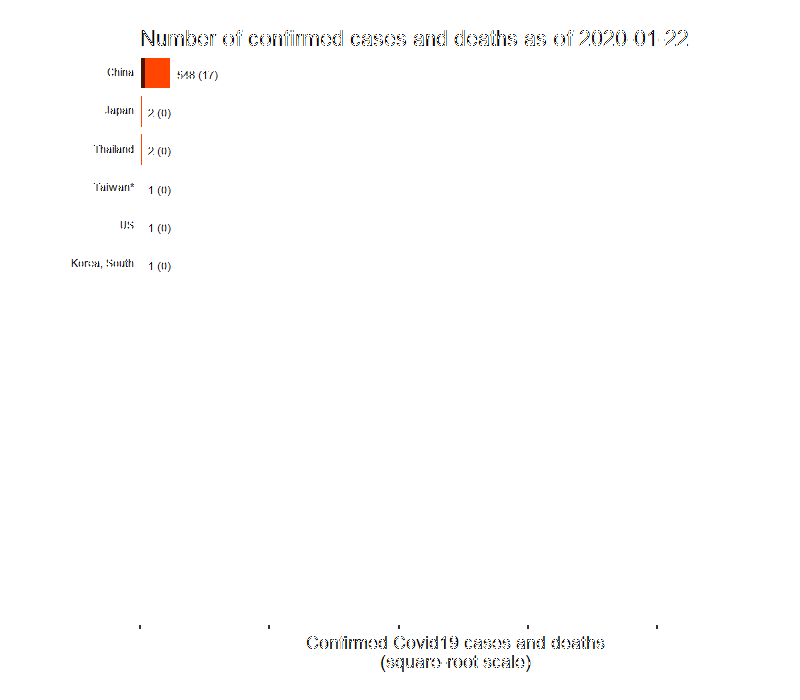 Number of confirmed cases and deaths as of 2020-01-22
China 548 (17)
Japan 2 (0)
Thailand 2 (0)
Taiwan* 1 (0)
US 1 (0)
Korea, South 1 (0)
Confirmed Covid19 cases and deaths
(square-root scale)